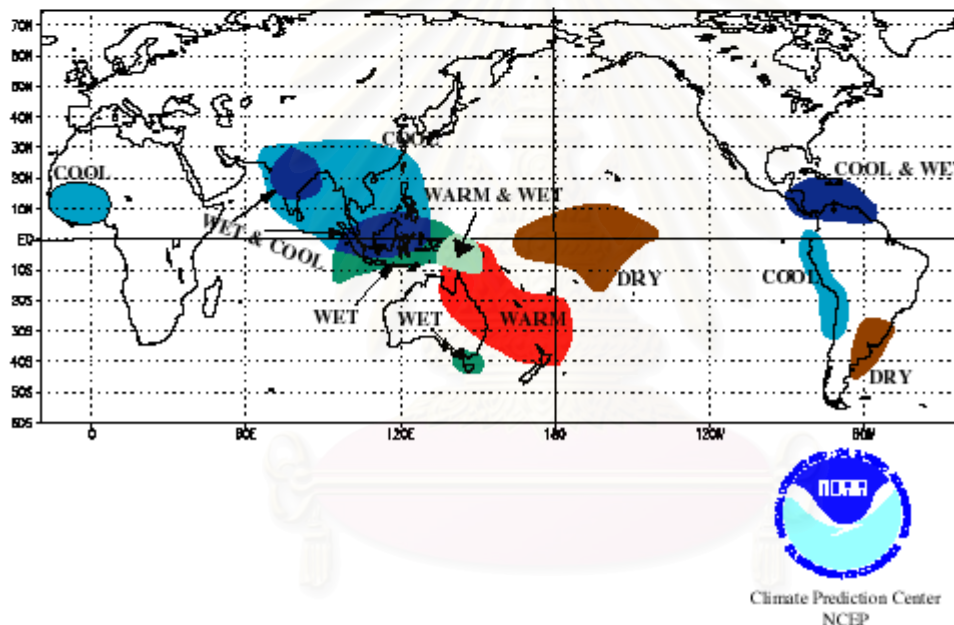 70N
60N
50N
40N
30N
20N
10N
EQ
10S
20S
30S
40S
50S
60S
COOL
COOL
WARM & WET
COOL & WET
WET & COOL
DRY
COOL
WET
WET
WARM
DRY
0
60E
120E
180
120W
60W
NOAA
Climate Prediction Center
NCEP